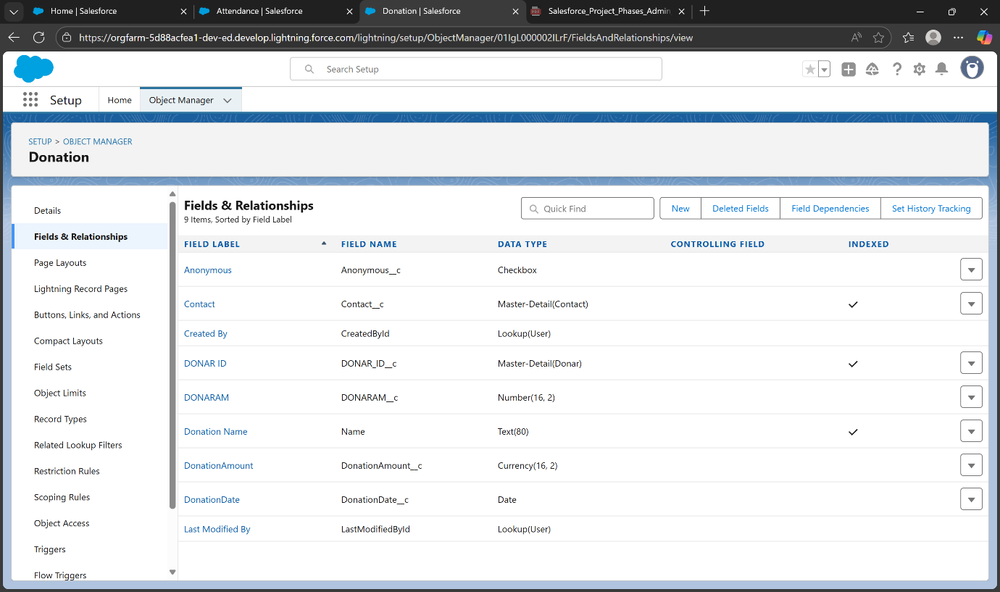 Home | Salesforce
Attendance | Salesforce
Donation | Salesforce
Salesforce_Project_Phases_Admin
https://orgfarm-5d88acfea1-dev-ed.develop.lightning.force.com/lightning/setup/ObjectManager/01IgL000002ILrF/FieldsAndRelationships/view
Search Setup
Setup
Home
Object Manager
SETUP > OBJECT MANAGER
Donation
Details
Fields & Relationships
Page Layouts
Lightning Record Pages
Buttons, Links, and Actions
Compact Layouts
Field Sets
Object Limits
Record Types
Related Lookup Filters
Restriction Rules
Scoping Rules
Object Access
Triggers
Flow Triggers
Fields & Relationships
9 Items, Sorted by Field Label
Quick Find
New
Deleted Fields
Field Dependencies
Set History Tracking
FIELD LABEL FIELD NAME DATA TYPE CONTROLLING FIELD INDEXED
Anonymous Anonymous__c Checkbox
Contact Contact__c Master-Detail(Contact)
Created By CreatedById Lookup(User)
DONAR ID DONAR_ID__c Master-Detail(Donar)
DONARAM DONARAM__c Number(16, 2)
Donation Name Name Text(80)
DonationAmount DonationAmount__c Currency(16, 2)
DonationDate DonationDate__c Date
Last Modified By LastModifiedById Lookup(User)